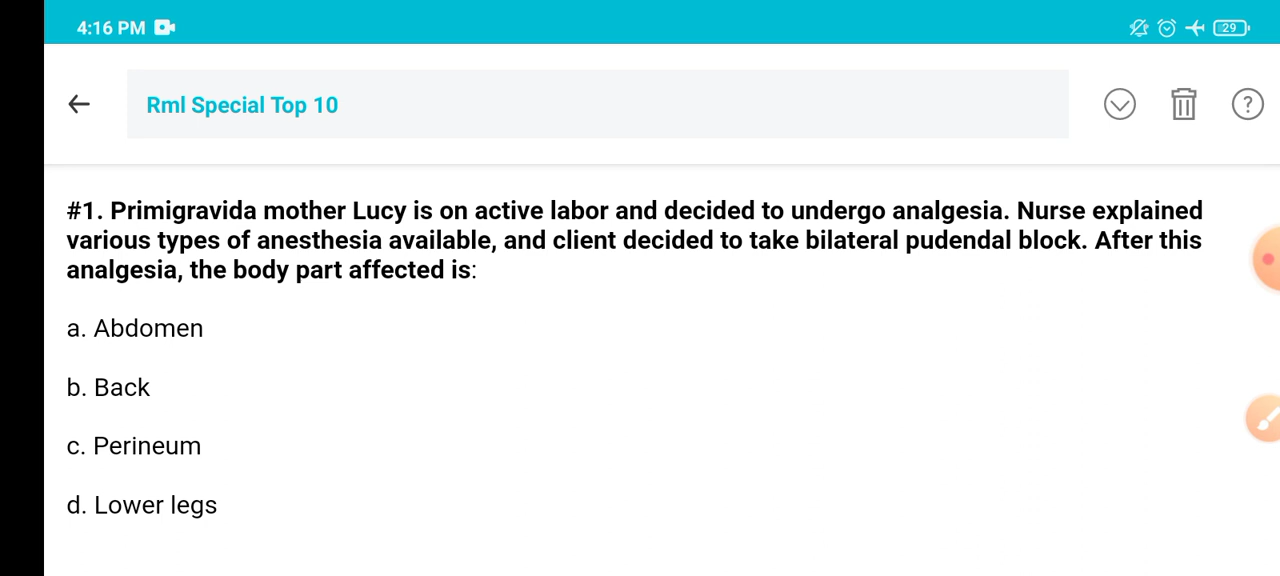 4:16 PM
29
Rml Special Top 10
#1. Primigravida mother Lucy is on active labor and decided to undergo analgesia. Nurse explained
various types of anesthesia available, and client decided to take bilateral pudendal block. After this
analgesia, the body part affected is:
a. Abdomen
b. Back
c. Perineum
d. Lower legs